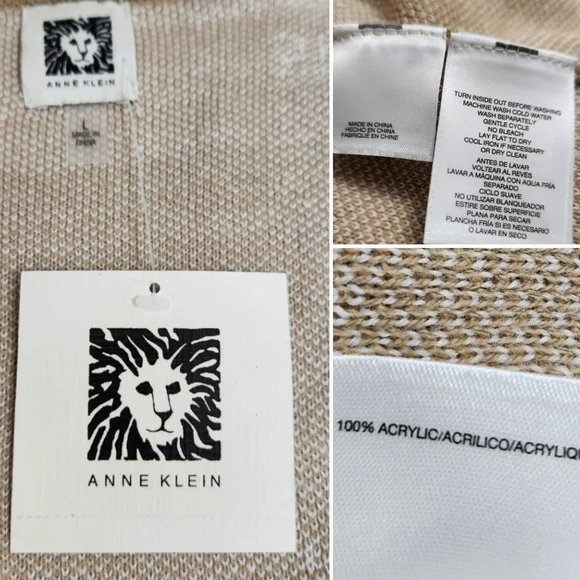 ANNE KLEIN
L
MADE IN
CHINA
ANNE KLEIN
MADE IN CHINA
HECHO EN CHINE
FABRIQUE EN CINE
TURN INSIDE OUT BEFORE WASHING
MACHINE WASH COLD WATER
WASH SEPARATELY
GENTLE CYCLE
NO BLEACH
LAY FLAT TO DRY
COOL IRON IF NECESSARY
OR DRY CLEAN
ANTES DE LAVAR
VOLTEAR AL REVÉS
LAVAR A MÁQUINA CON AGUA FRÍA
SEPARADO
CICLO SUAVE
NO UTILIZAR BLANQUEADOR
ESTIRE SOBRE SUPERFICIE
PLANA PARA SECAR
PLANCHA FRÍA SI ES NECESARIO
O LAVAR EN SECO
100% ACRYLIC/ACRILICO/ACRYLIQ